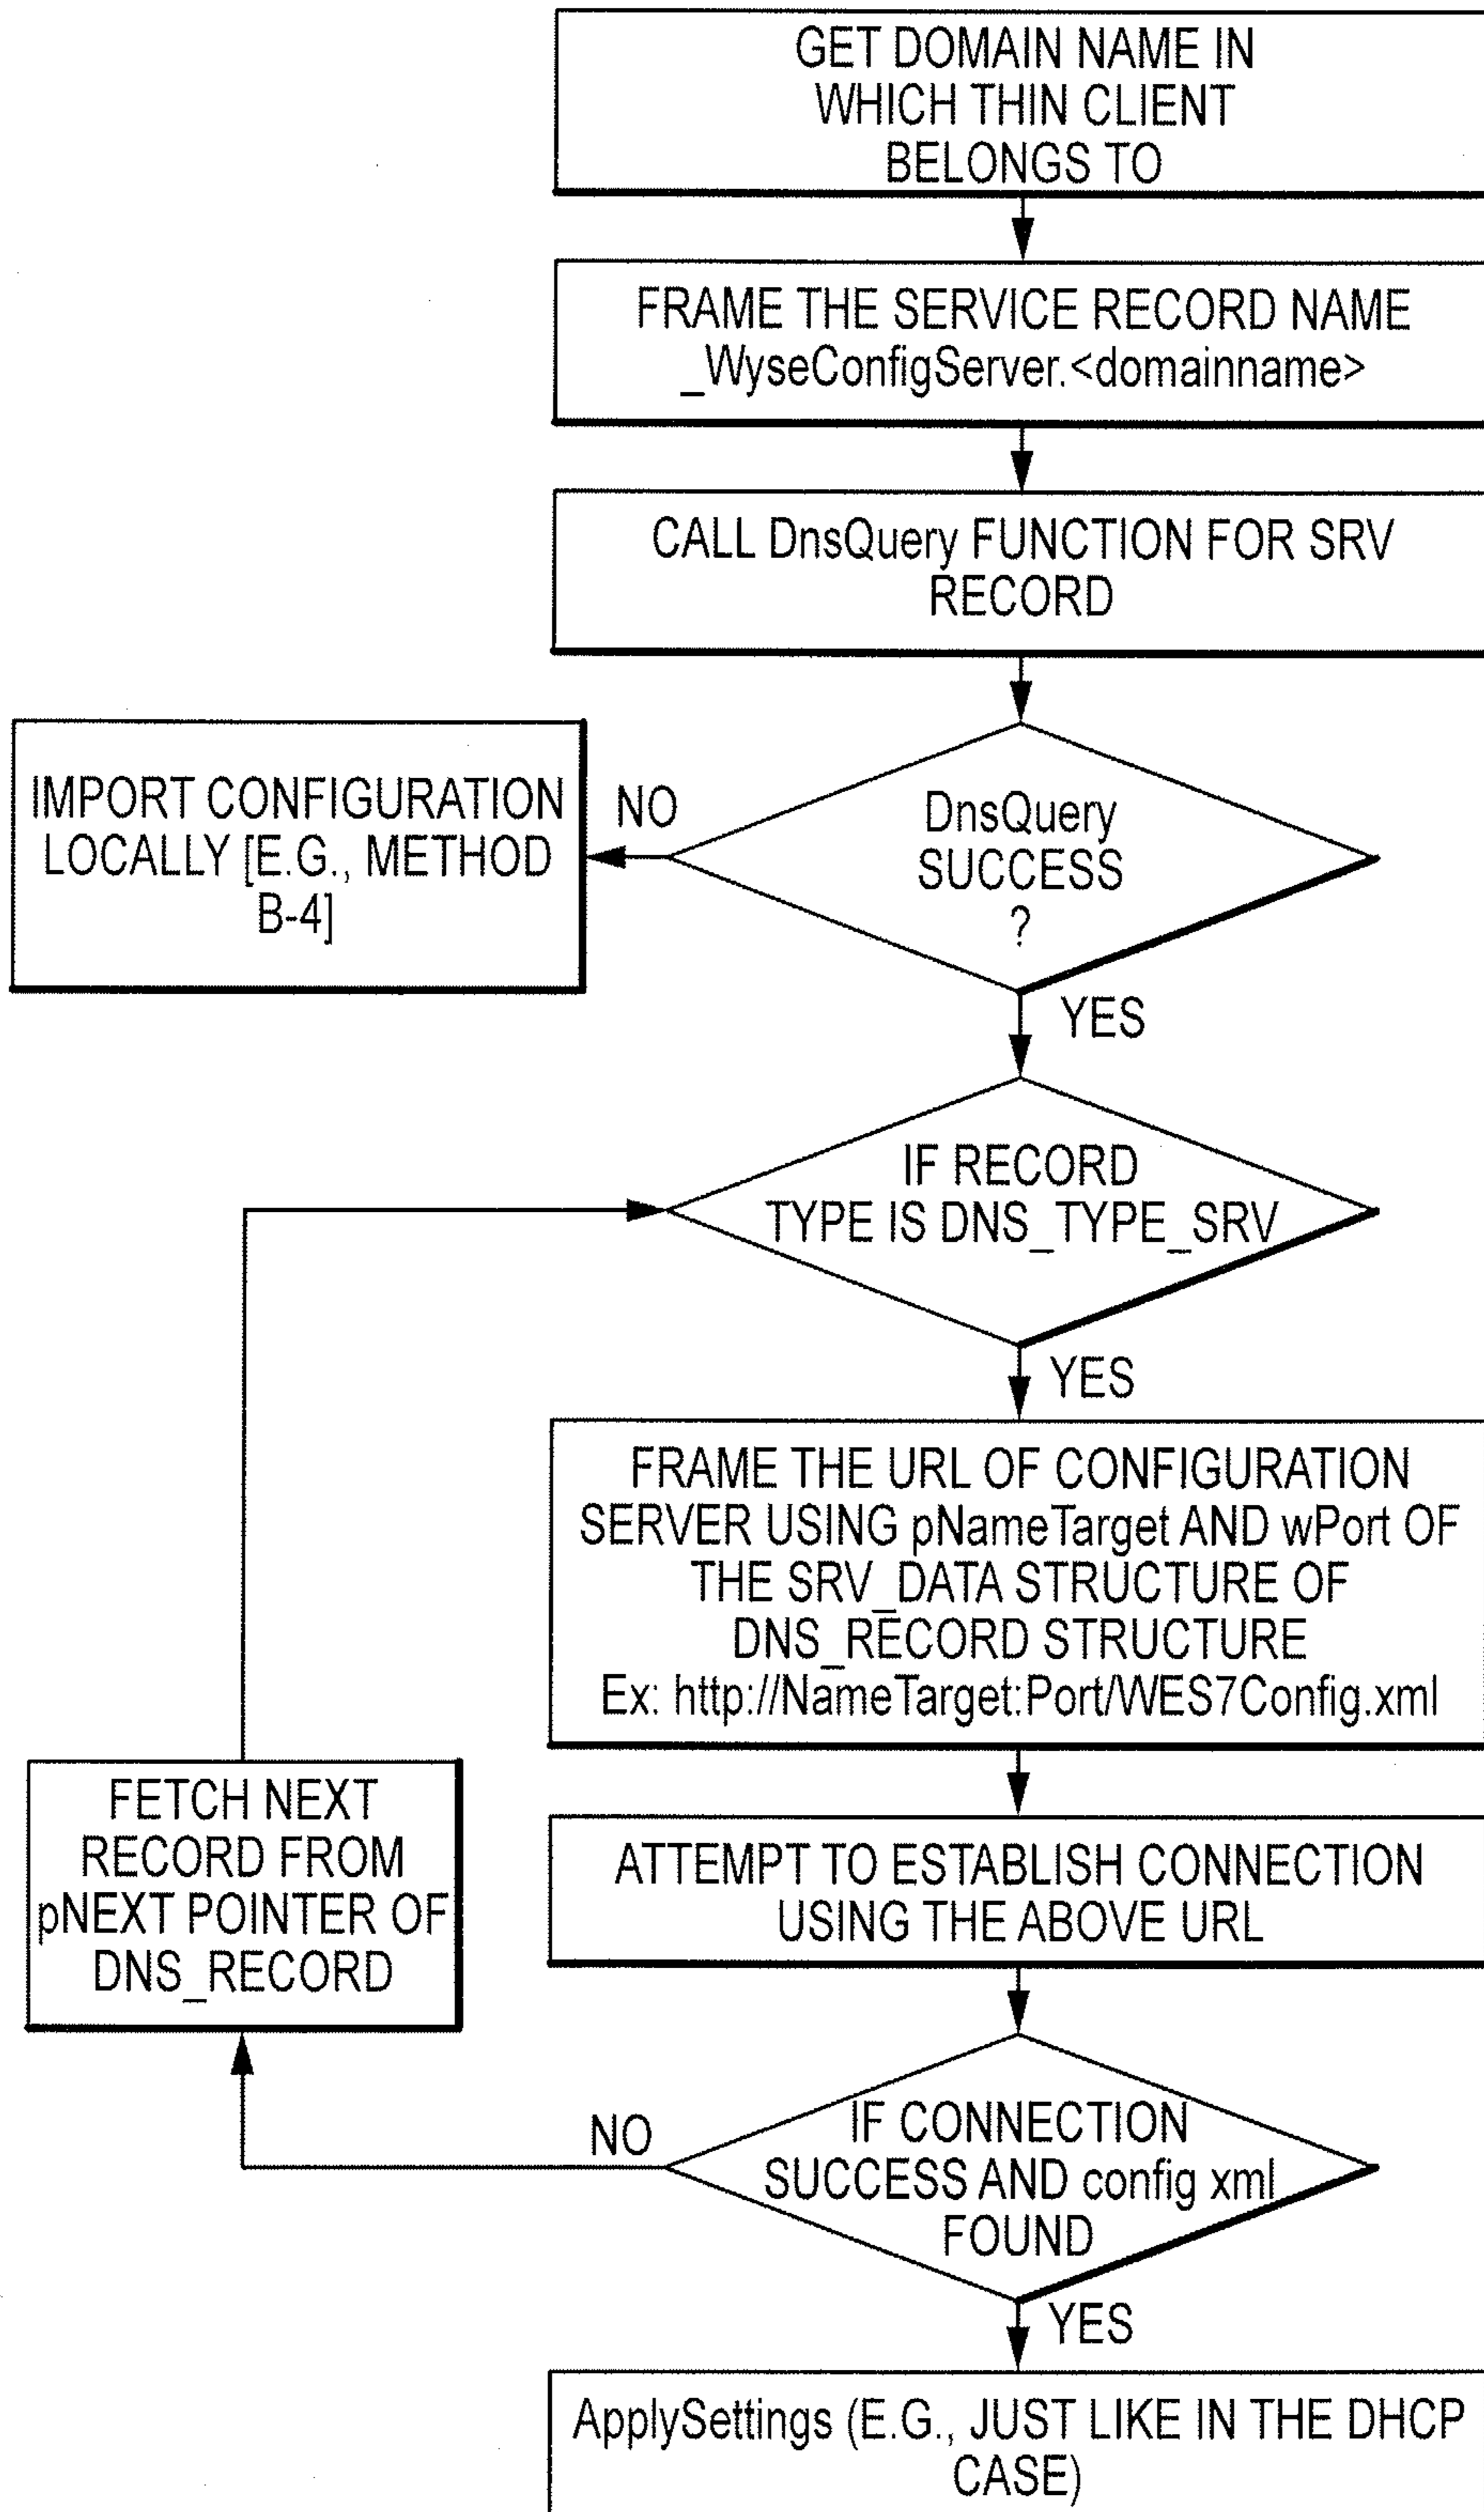 GET DOMAIN NAME IN
WHICH THIN CLIENT
BELONGS TO
FRAME THE SERVICE RECORD NAME
_WyseConfigServer.<domainname>
CALL DnsQuery FUNCTION FOR SRV
RECORD
IMPORT CONFIGURATION
LOCALLY [E.G., METHOD
B-4]
NO
DnsQuery
SUCCESS
?
YES
IF RECORD
TYPE IS DNS_TYPE_SRV
YES
FRAME THE URL OF CONFIGURATION
SERVER USING pNameTarget AND wPort OF
THE SRV_DATA STRUCTURE OF
DNS_RECORD STRUCTURE
Ex: http://NameTarget:Port/WES7Config.xml
FETCH NEXT
RECORD FROM
pNEXT POINTER OF
DNS_RECORD
ATTEMPT TO ESTABLISH CONNECTION
USING THE ABOVE URL
NO
IF CONNECTION
SUCCESS AND config xml
FOUND
YES
ApplySettings (E.G., JUST LIKE IN THE DHCP
CASE)